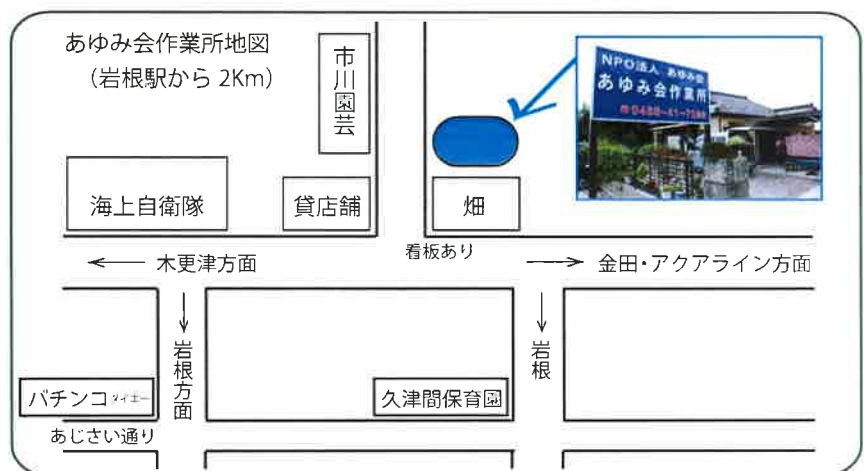 あゆみ会作業所地図
（岩根駅から 2Km）
市川園芸
NPO法人 あゆみ会
あゆみ会作業所
海上自衛隊
貸店舗
畑
看板あり
← 木更津方面
→ 金田・アクアライン方面
↓岩根方面
↓岩根
パチンコ
久津間保育園
あじさい通り